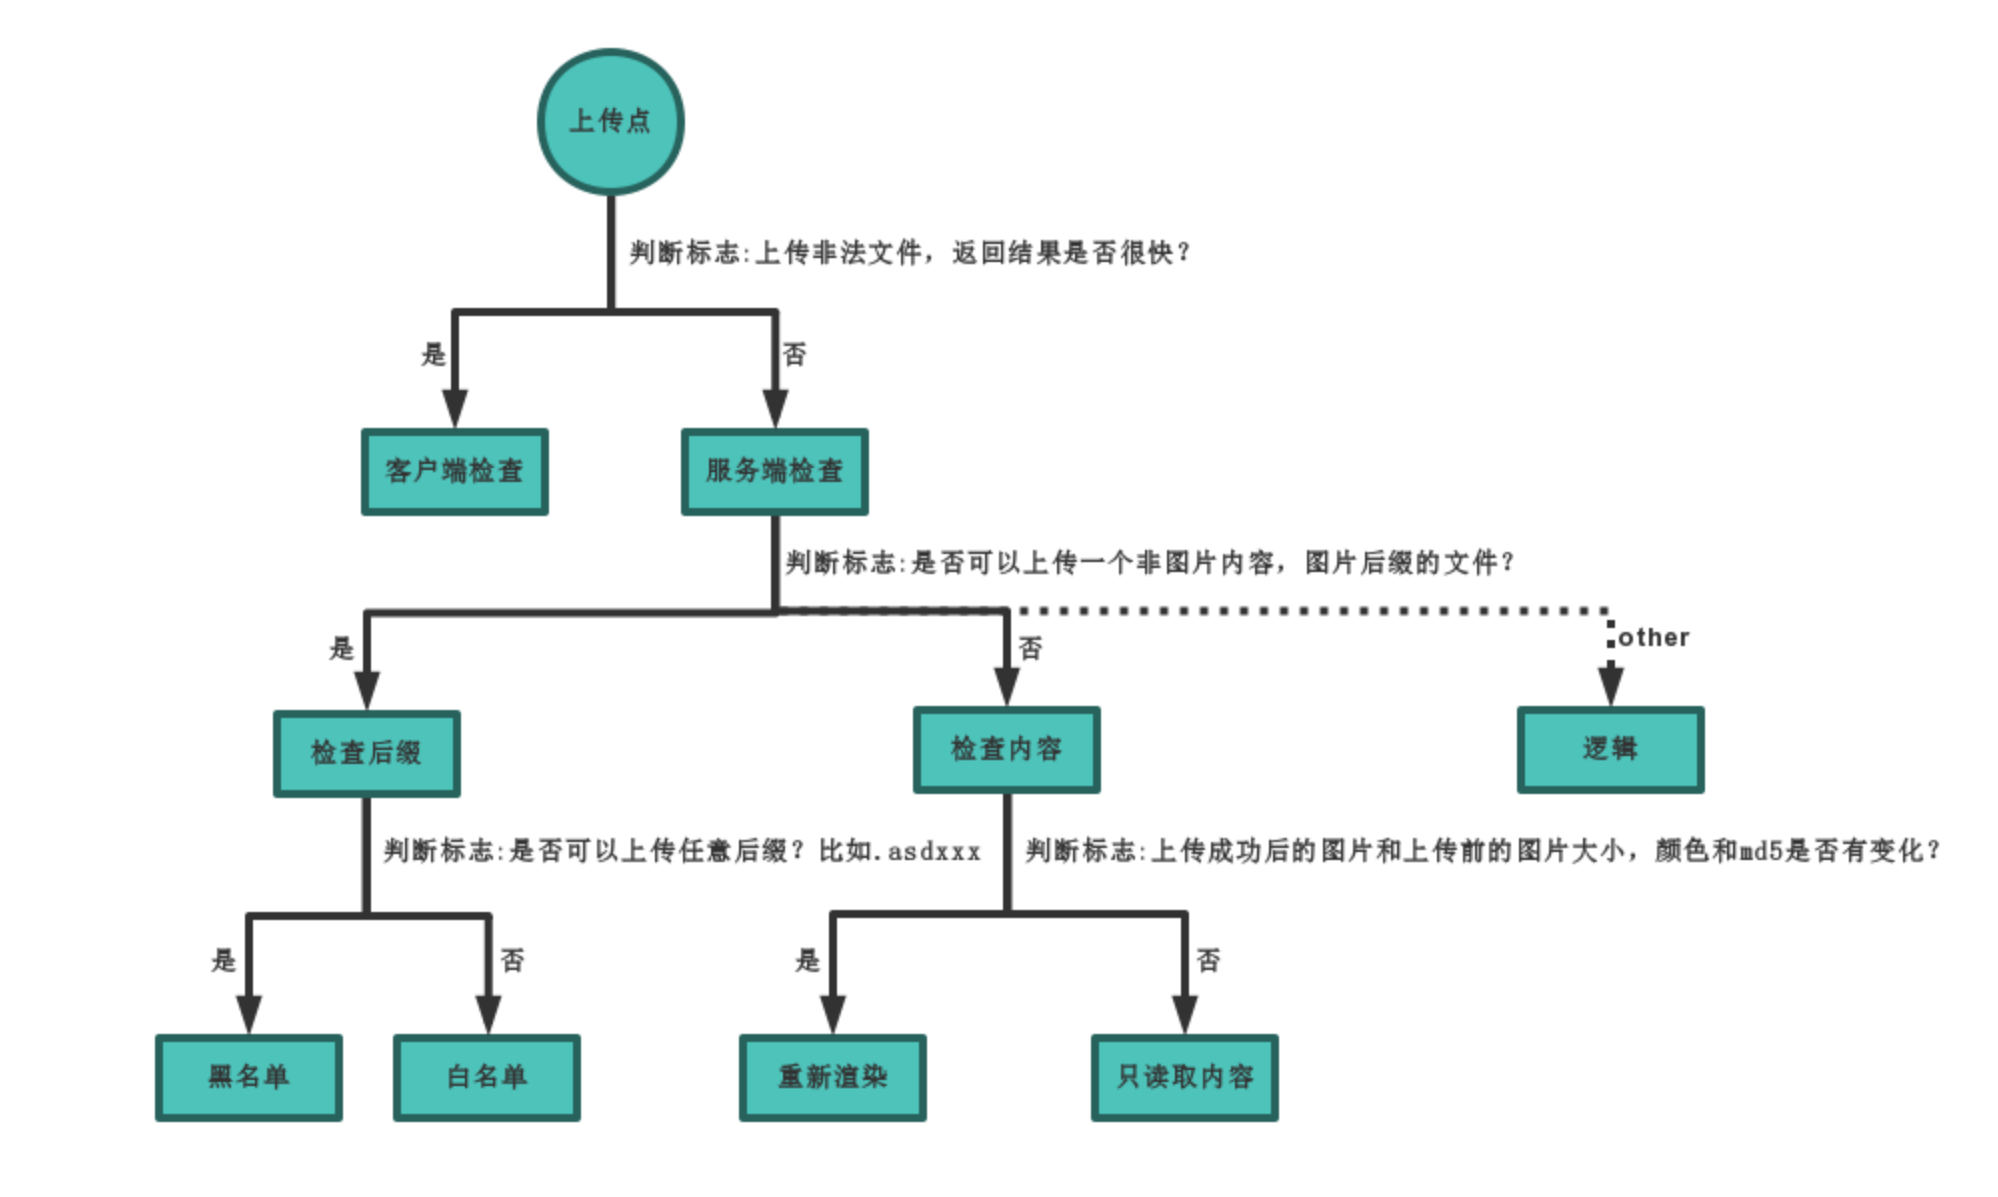 上传点
判断标志:上传非法文件，返回结果是否很快？
是
否
客户端检查
服务端检查
判断标志:是否可以上传一个非图片内容，图片后缀的文件？
是
否
other
检查后缀
检查内容
逻辑
判断标志:是否可以上传任意后缀？比如.asdxxx
判断标志:上传成功后的图片和上传前的图片大小，颜色和md5是否有变化？
是
否
是
否
黑名单
白名单
重新渲染
只读取内容